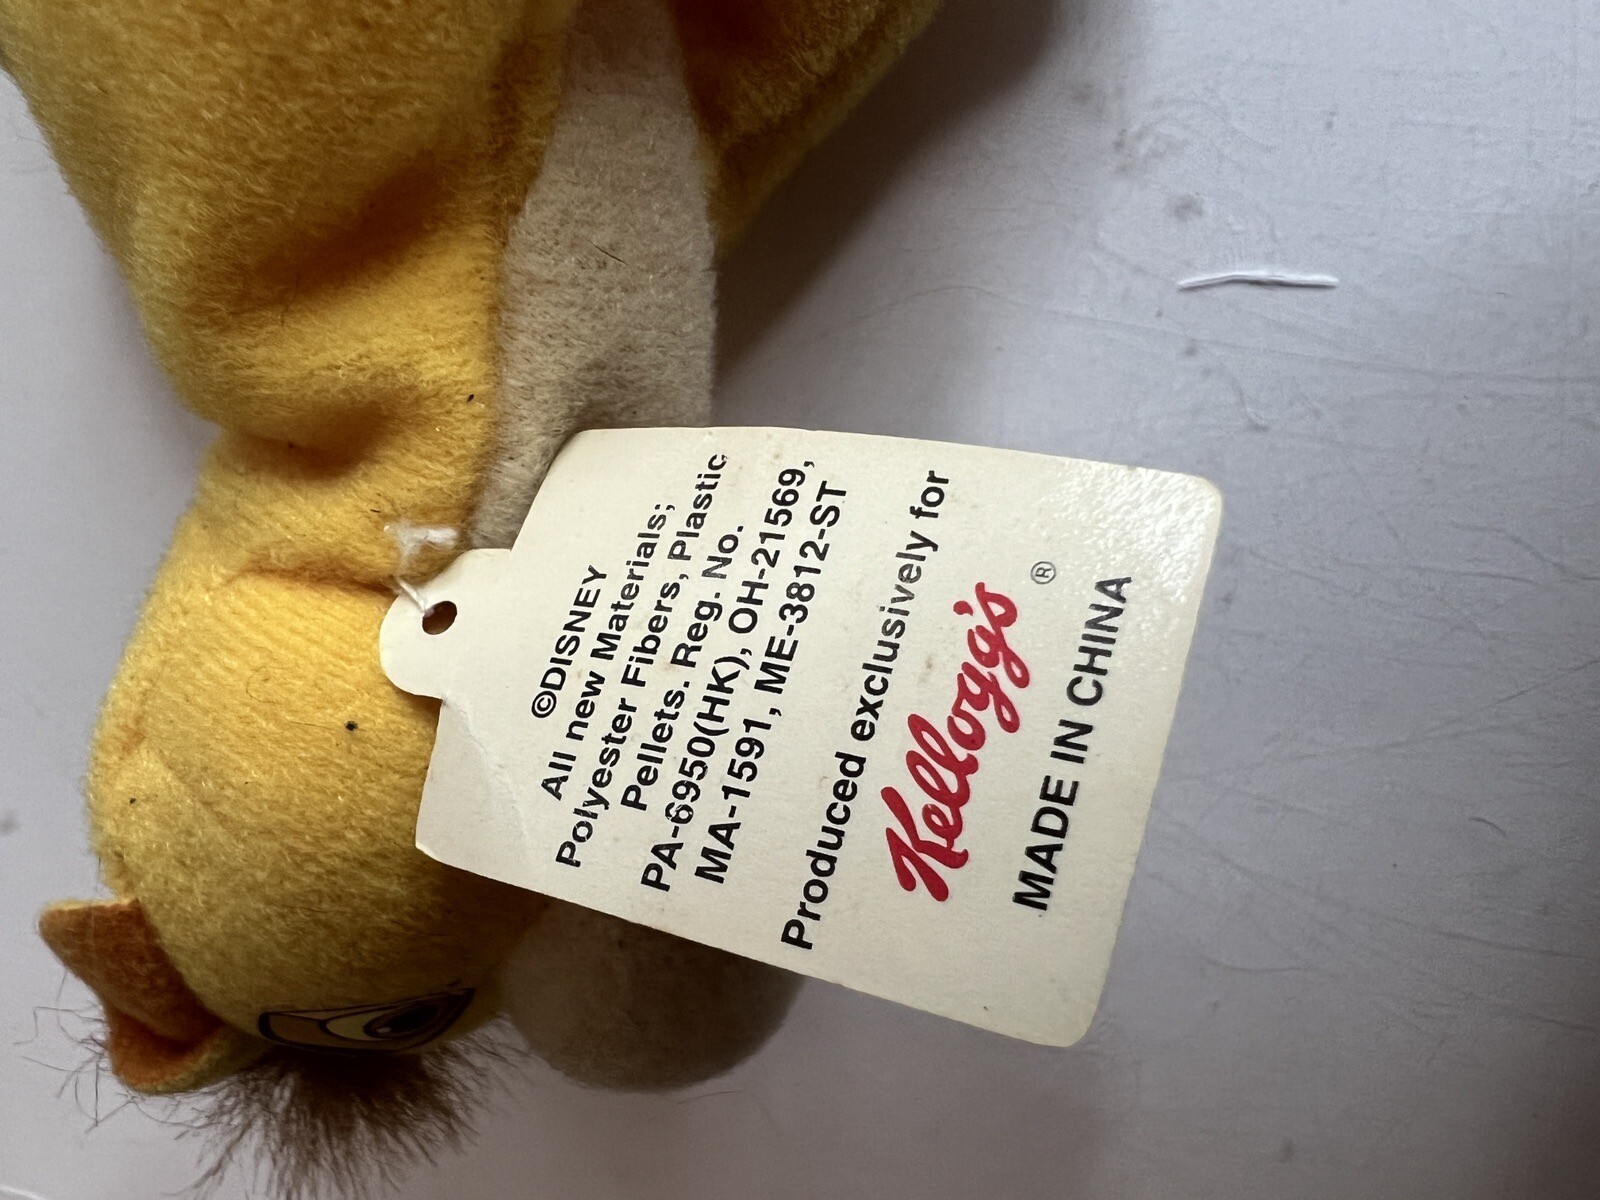 ©DISNEY
All new Materials;
Polyester Fibers, Plastic
Pellets. Reg. No.
PA-6950(HK), OH-21569,
MA-1591, ME-3812-ST
Produced exclusively for
Kellogg's®
MADE IN CHINA